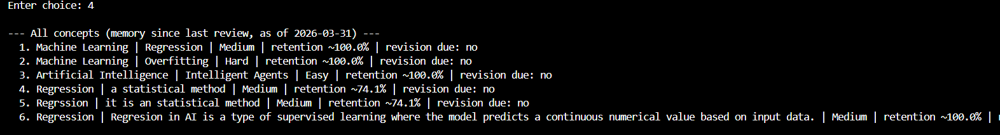 Enter choice: 4
--- All concepts (memory since last review, as of 2026-03-31) ---
1. Machine Learning | Regression | Medium | retention ~100.0% | revision due: no
2. Machine Learning | Overfitting | Hard | retention ~100.0% | revision due: no
3. Artificial Intelligence | Intelligent Agents | Easy | retention ~100.0% | revision due: no
4. Regression | a statistical method | Medium | retention ~74.1% | revision due: no
5. Regrssion | it is an statistical method | Medium | retention ~74.1% | revision due: no
6. Regression | Regresion in AI is a type of supervised learning where the model predicts a continuous numerical value based on input data. | Medium | retention ~100.0% |